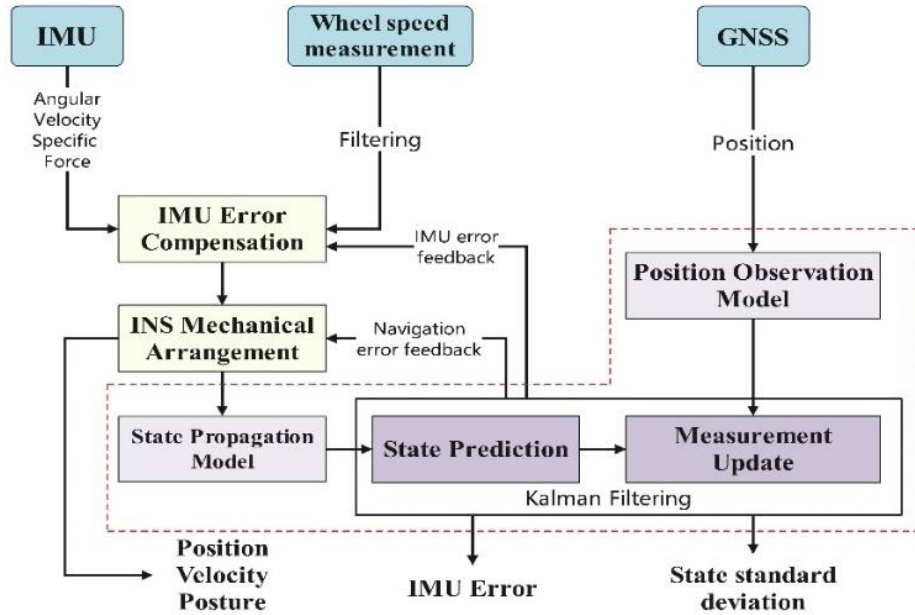 IMU
Wheel speed
measurement
GNSS
Angular
Velocity
Specific
Force
Filtering
Position
IMU Error
Compensation
IMU error
feedback
Position Observation
Model
INS Mechanical
Arrangement
Navigation
error feedback
State Propagation
Model
State Prediction
Measurement
Update
Kalman Filtering
Position
Velocity
Posture
IMU Error
State standard
deviation